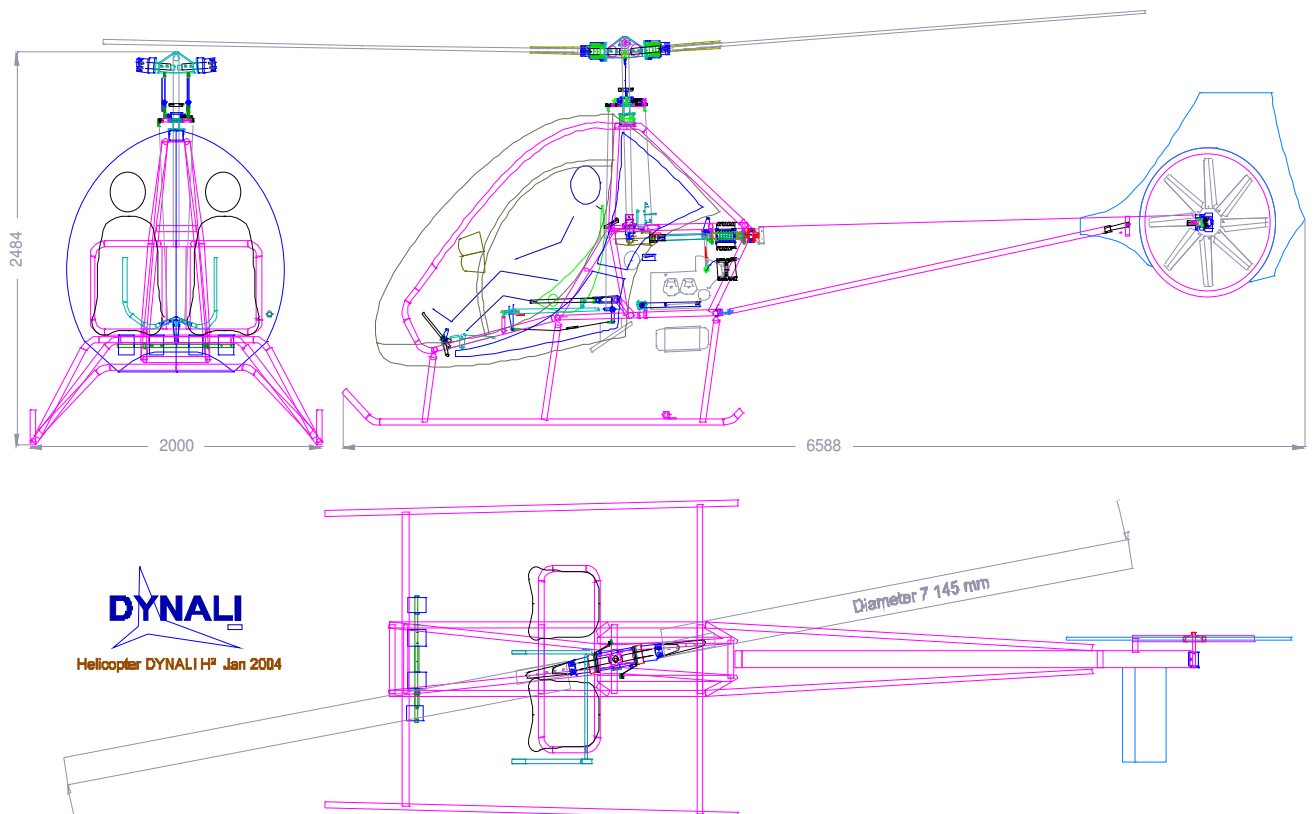 2484
2000
6588
Diameter 7 145 mm
DYNALI
Helicopter DYNALI H² Jan 2004